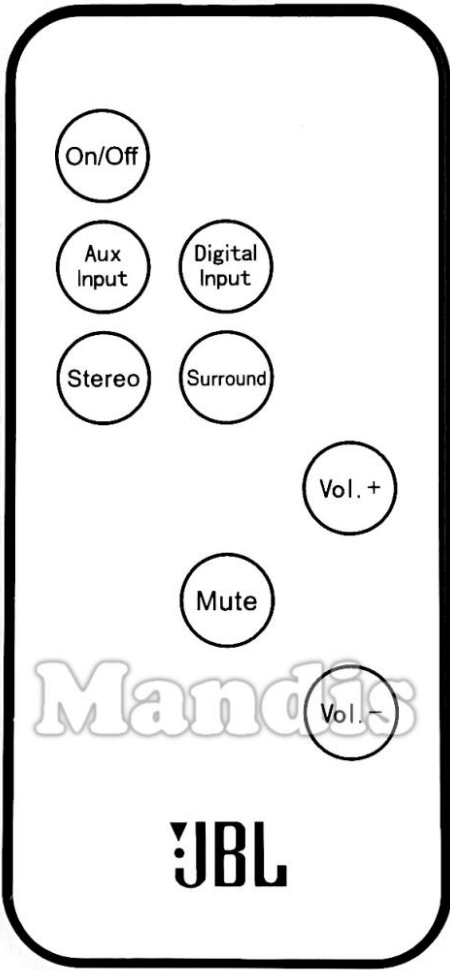 On/Off
Aux
Input
Digital
Input
Stereo
Surround
Vol.+
Mute
Mandis
Vol.-
JBL